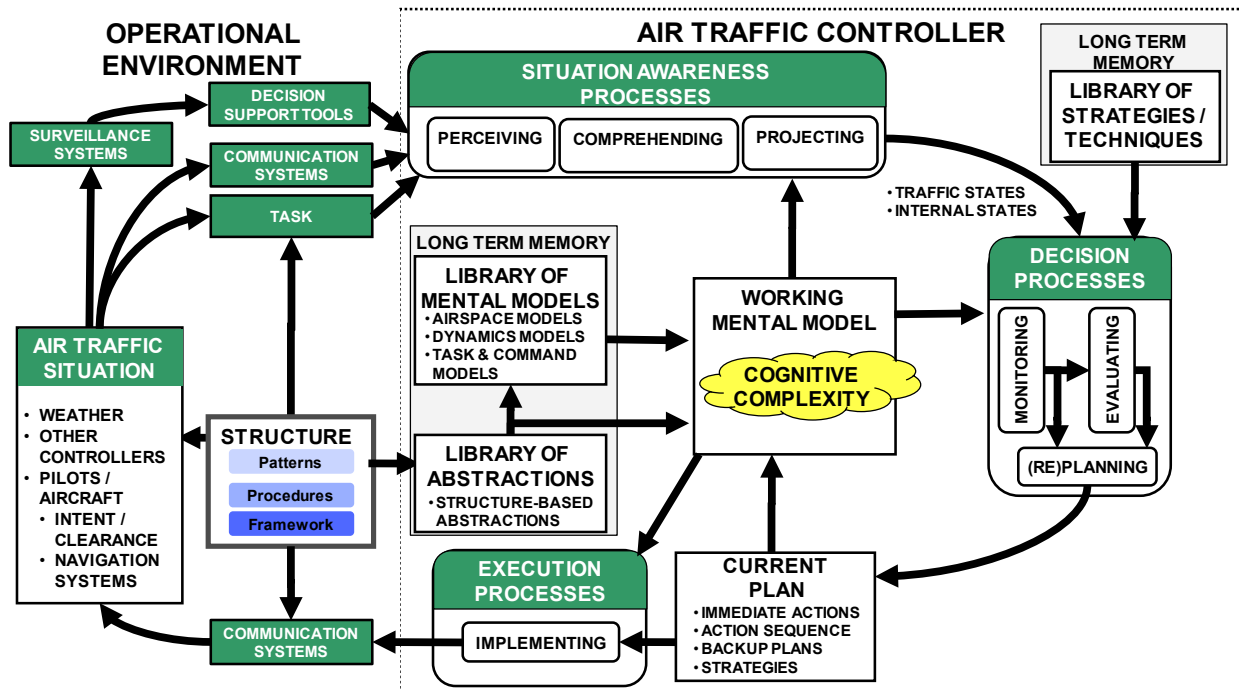 OPERATIONAL
ENVIRONMENT
AIR TRAFFIC CONTROLLER
DECISION
SUPPORT TOOLS
SURVEILLANCE
SYSTEMS
COMMUNICATION
SYSTEMS
TASK
SITUATION AWARENESS
PROCESSES
PERCEIVING
COMPREHENDING
PROJECTING
LONG TERM
MEMORY
LIBRARY OF
STRATEGIES /
TECHNIQUES
• TRAFFIC STATES
• INTERNAL STATES
LONG TERM MEMORY
LIBRARY OF
MENTAL MODELS
• AIRSPACE MODELS
• DYNAMICS MODELS
• TASK & COMMAND
MODELS
LIBRARY OF
ABSTRACTIONS
• STRUCTURE-BASED
ABSTRACTIONS
WORKING
MENTAL MODEL
COGNITIVE
COMPLEXITY
DECISION
PROCESSES
MONITORING
EVALUATING
(RE)PLANNING
AIR TRAFFIC
SITUATION
• WEATHER
• OTHER
CONTROLLERS
• PILOTS /
AIRCRAFT
• INTENT /
CLEARANCE
• NAVIGATION
SYSTEMS
STRUCTURE
Patterns
Procedures
Framework
COMMUNICATION
SYSTEMS
EXECUTION
PROCESSES
IMPLEMENTING
CURRENT
PLAN
• IMMEDIATE ACTIONS
• ACTION SEQUENCE
• BACKUP PLANS
• STRATEGIES